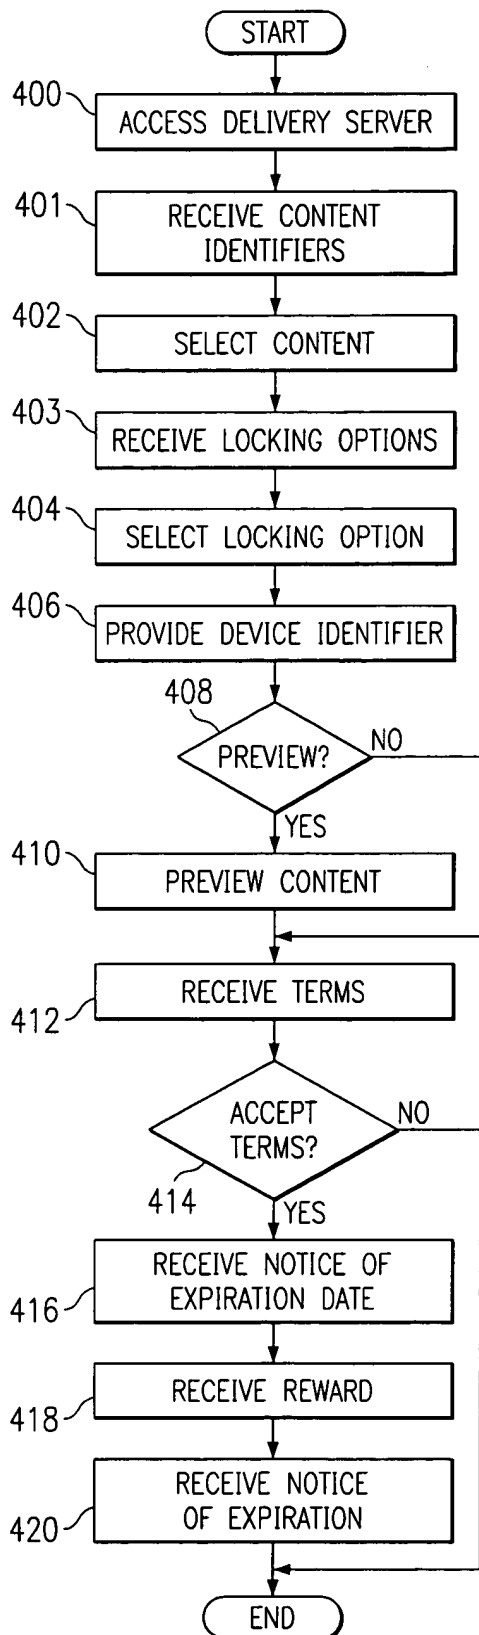 START
400
ACCESS DELIVERY SERVER
401
RECEIVE CONTENT
IDENTIFIERS
402
SELECT CONTENT
403
RECEIVE LOCKING OPTIONS
404
SELECT LOCKING OPTION
406
PROVIDE DEVICE IDENTIFIER
408
PREVIEW?
NO
YES
410
PREVIEW CONTENT
RECEIVE TERMS
412
ACCEPT
TERMS?
NO
414
YES
RECEIVE NOTICE OF
EXPIRATION DATE
416
RECEIVE REWARD
418
RECEIVE NOTICE
OF EXPIRATION
420
END